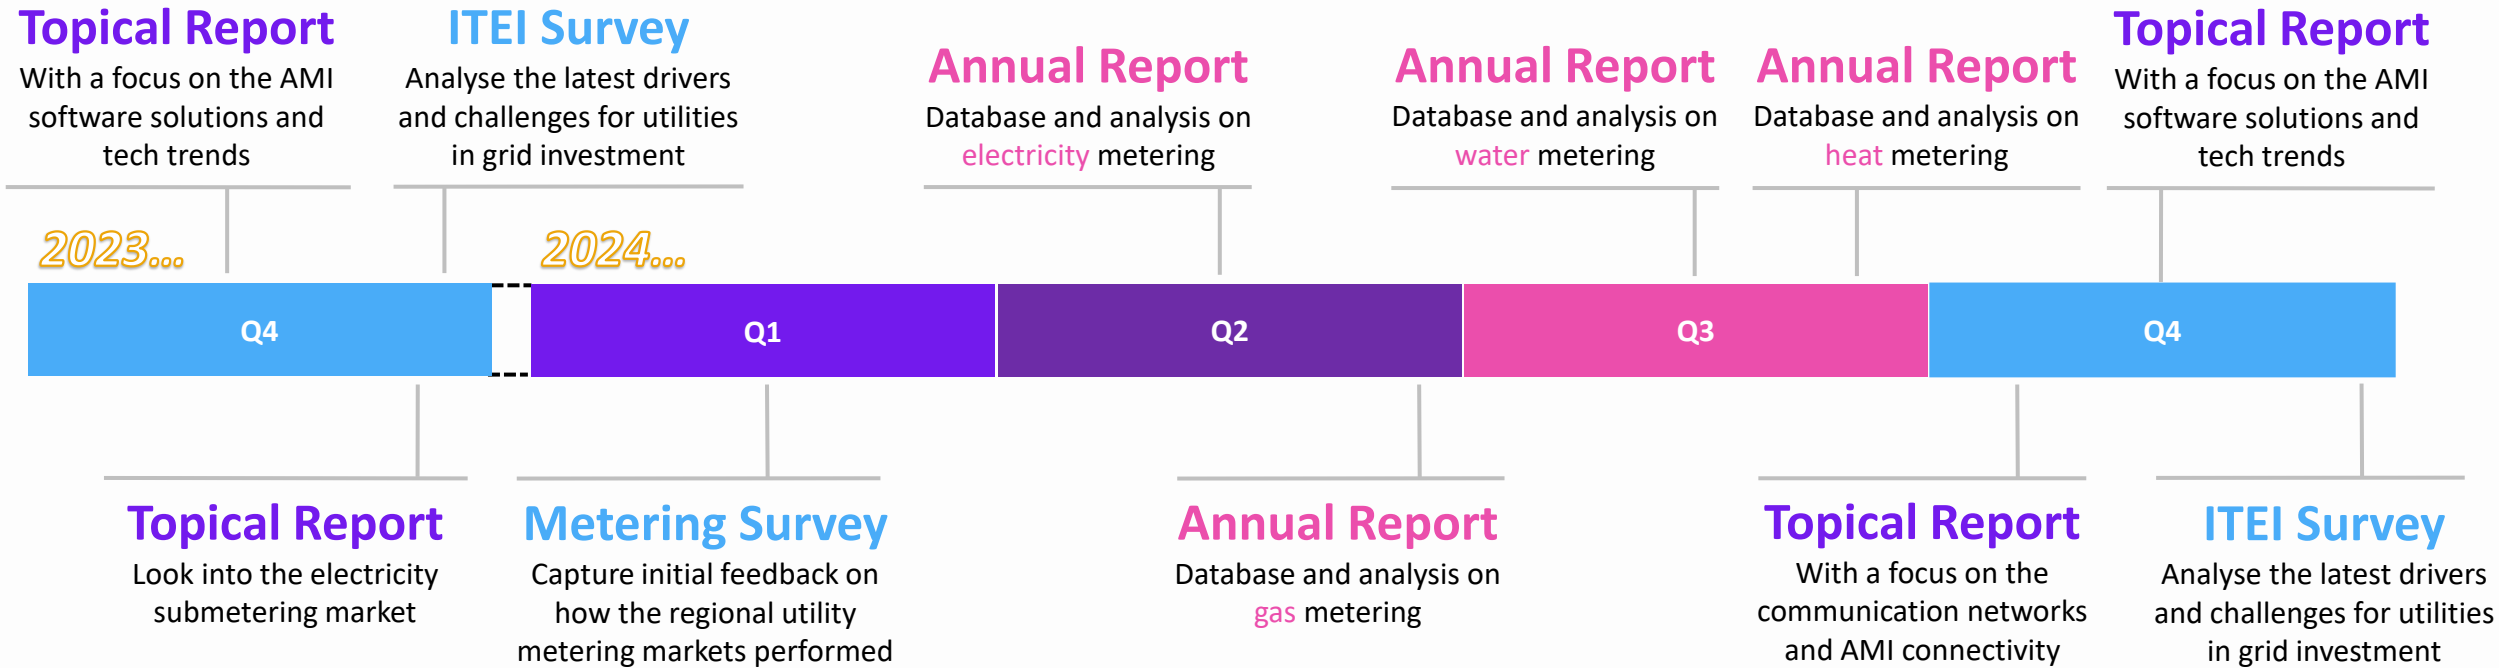 Topical Report
With a focus on the AMI
software solutions and
tech trends
ITEI Survey
Analyse the latest drivers
and challenges for utilities
in grid investment
Annual Report
Database and analysis on
electricity metering
Annual Report
Database and analysis on
water metering
Annual Report
Database and analysis on
heat metering
Topical Report
With a focus on the AMI
software solutions and
tech trends
2023...
2024...
Q4
Q1
Q2
Q3
Q4
Topical Report
Look into the electricity
submetering market
Metering Survey
Capture initial feedback on
how the regional utility
metering markets performed
Annual Report
Database and analysis on
gas metering
Topical Report
With a focus on the
communication networks
and AMI connectivity
ITEI Survey
Analyse the latest drivers
and challenges for utilities
in grid investment